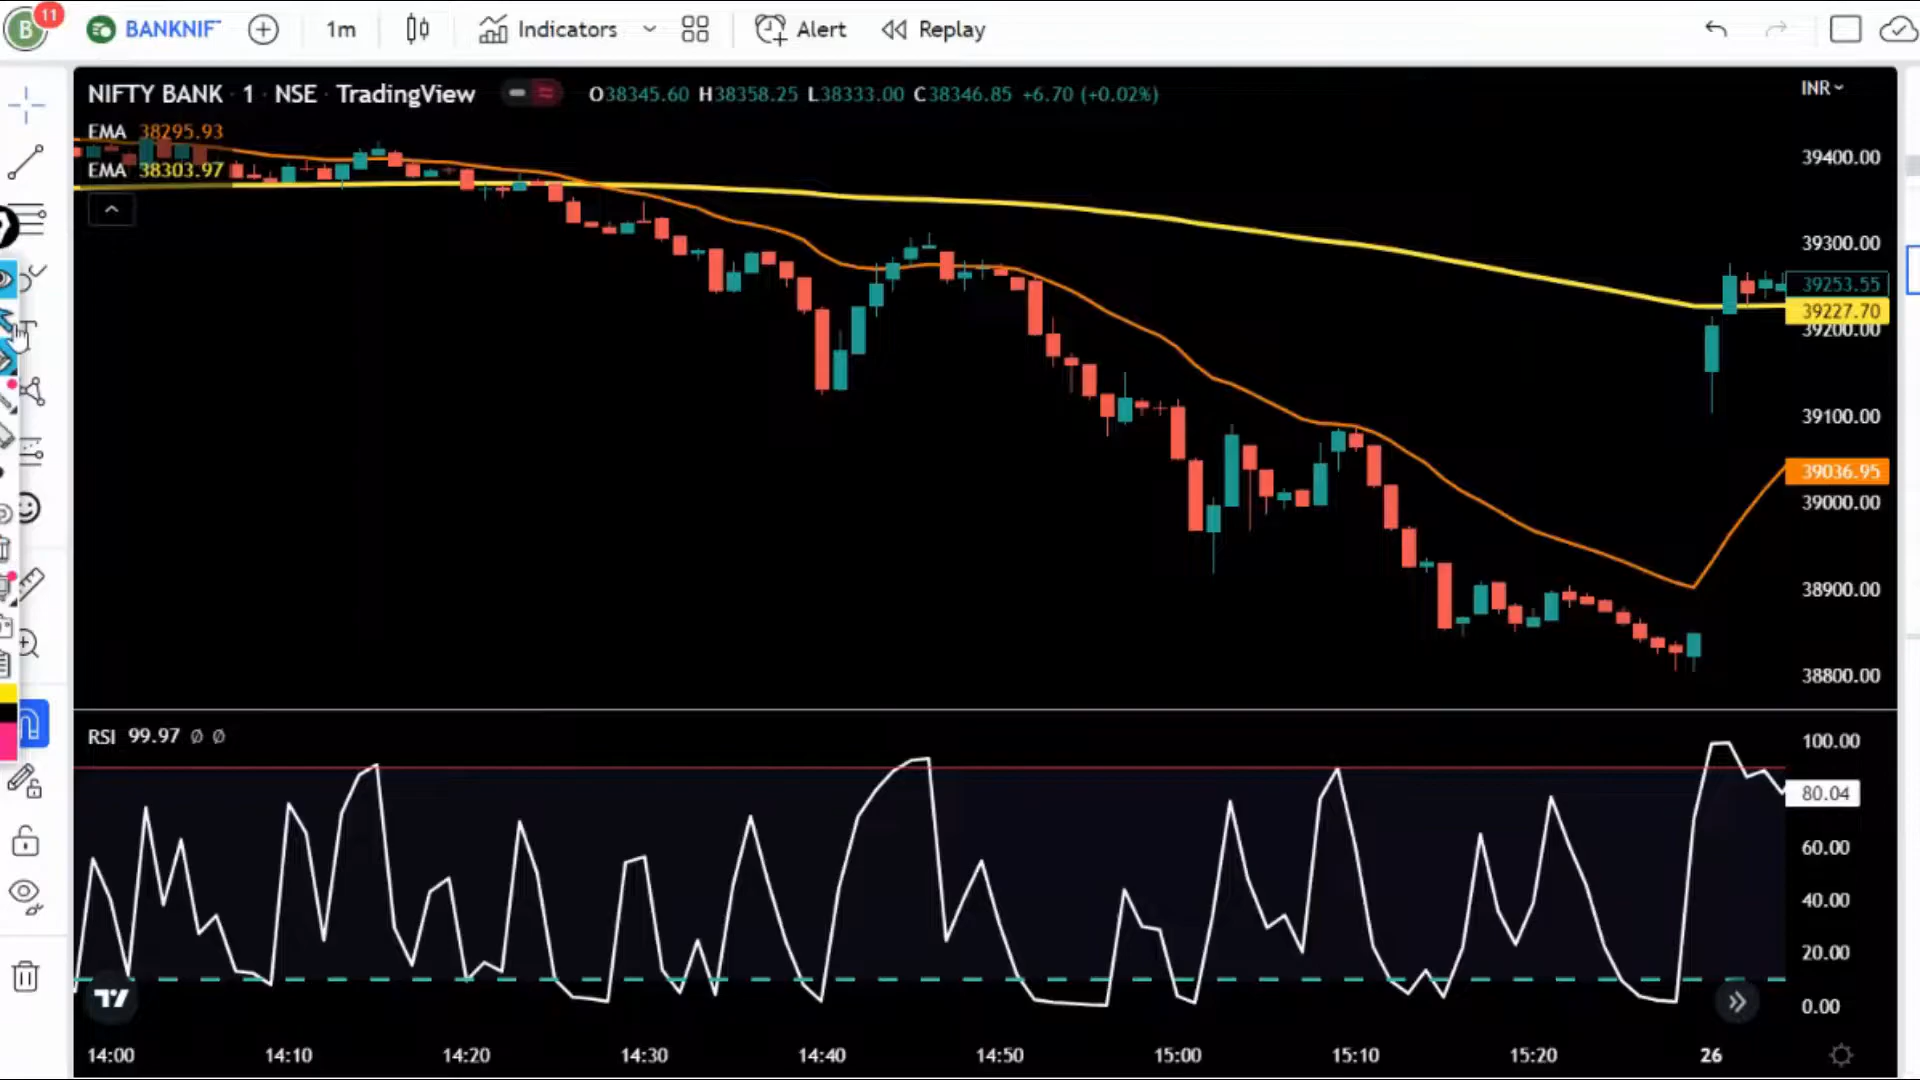 B 11 BANKNIF 1m Indicators Alert Replay
NIFTY BANK · 1 · NSE · TradingView O38345.60 H38358.25 L38333.00 C38346.85 +6.70 (+0.02%) INR
EMA 38295.93
EMA 38303.97
39400.00
39300.00
39253.55
39227.70
39200.00
39100.00
39036.95
39000.00
38900.00
38800.00
RSI 99.97 ∅ ∅
100.00
80.04
60.00
40.00
20.00
0.00
14:00 14:10 14:20 14:30 14:40 14:50 15:00 15:10 15:20 26